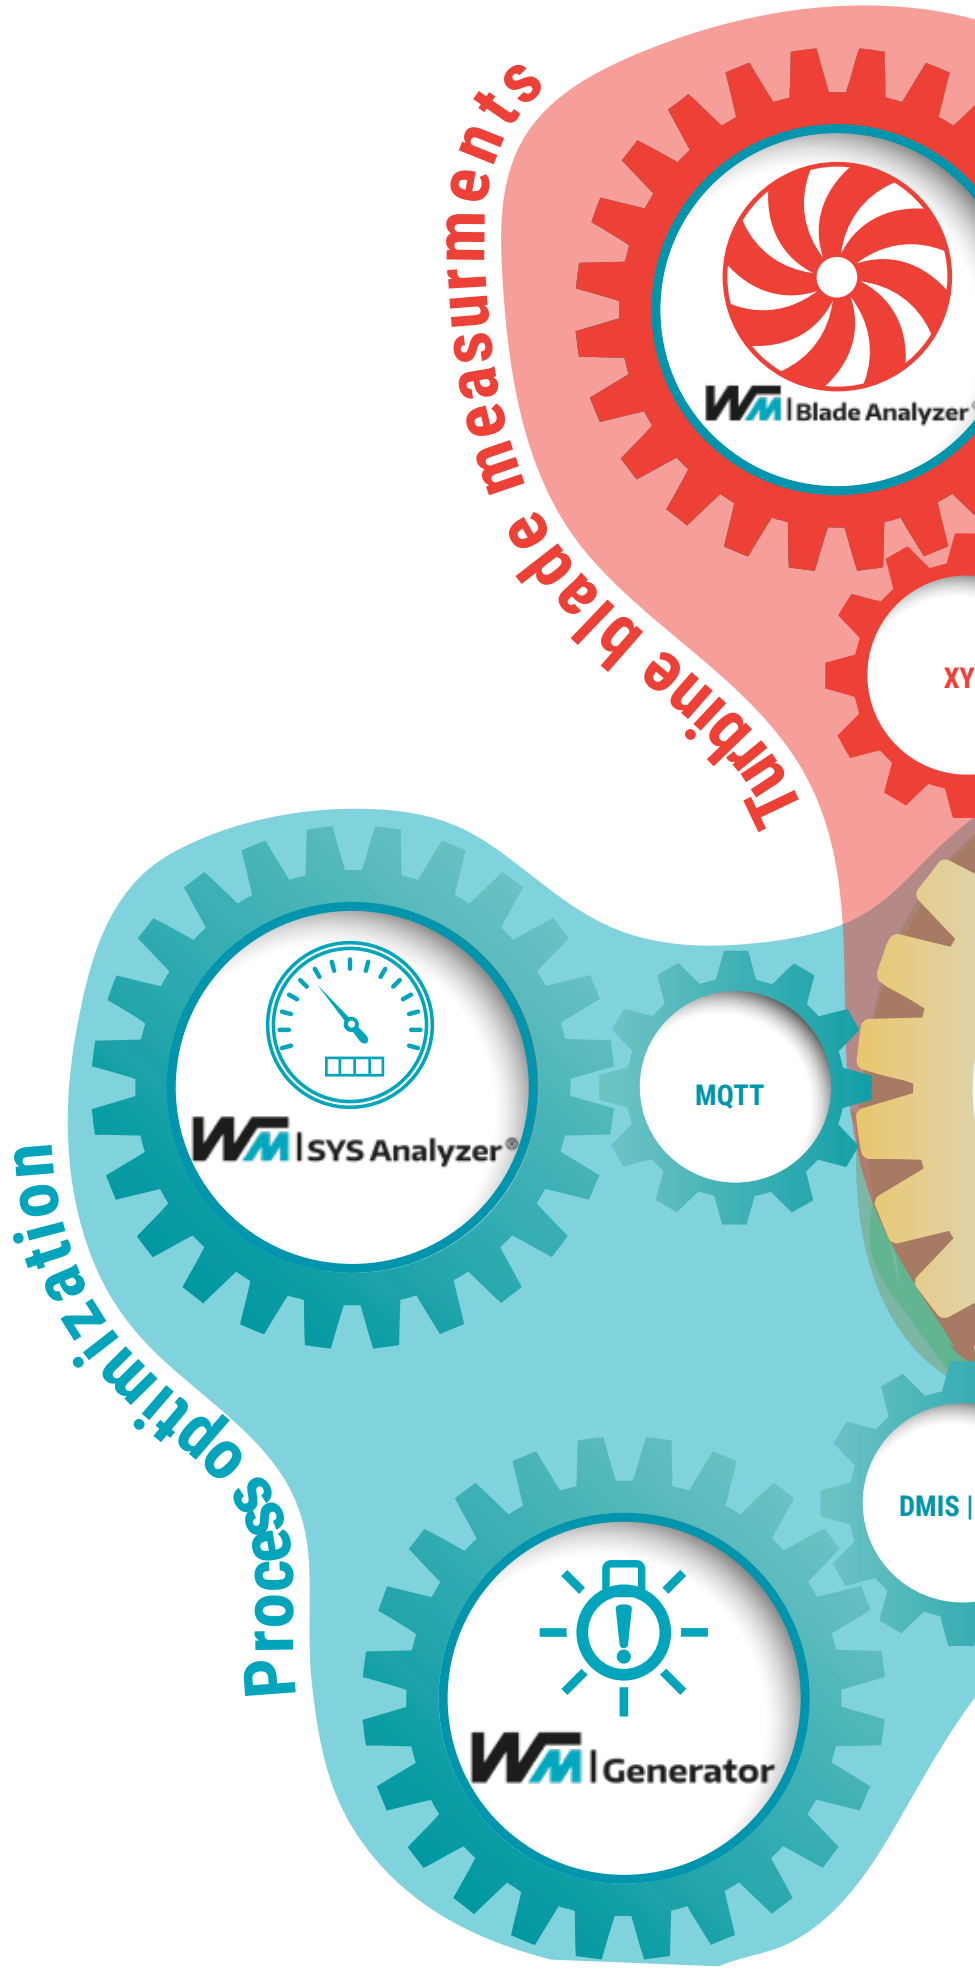 Turbine blade measurments
WM | Blade Analyzer®
XY
Process optimization
WM | SYS Analyzer®
MQTT
DMIS |
WM | Generator